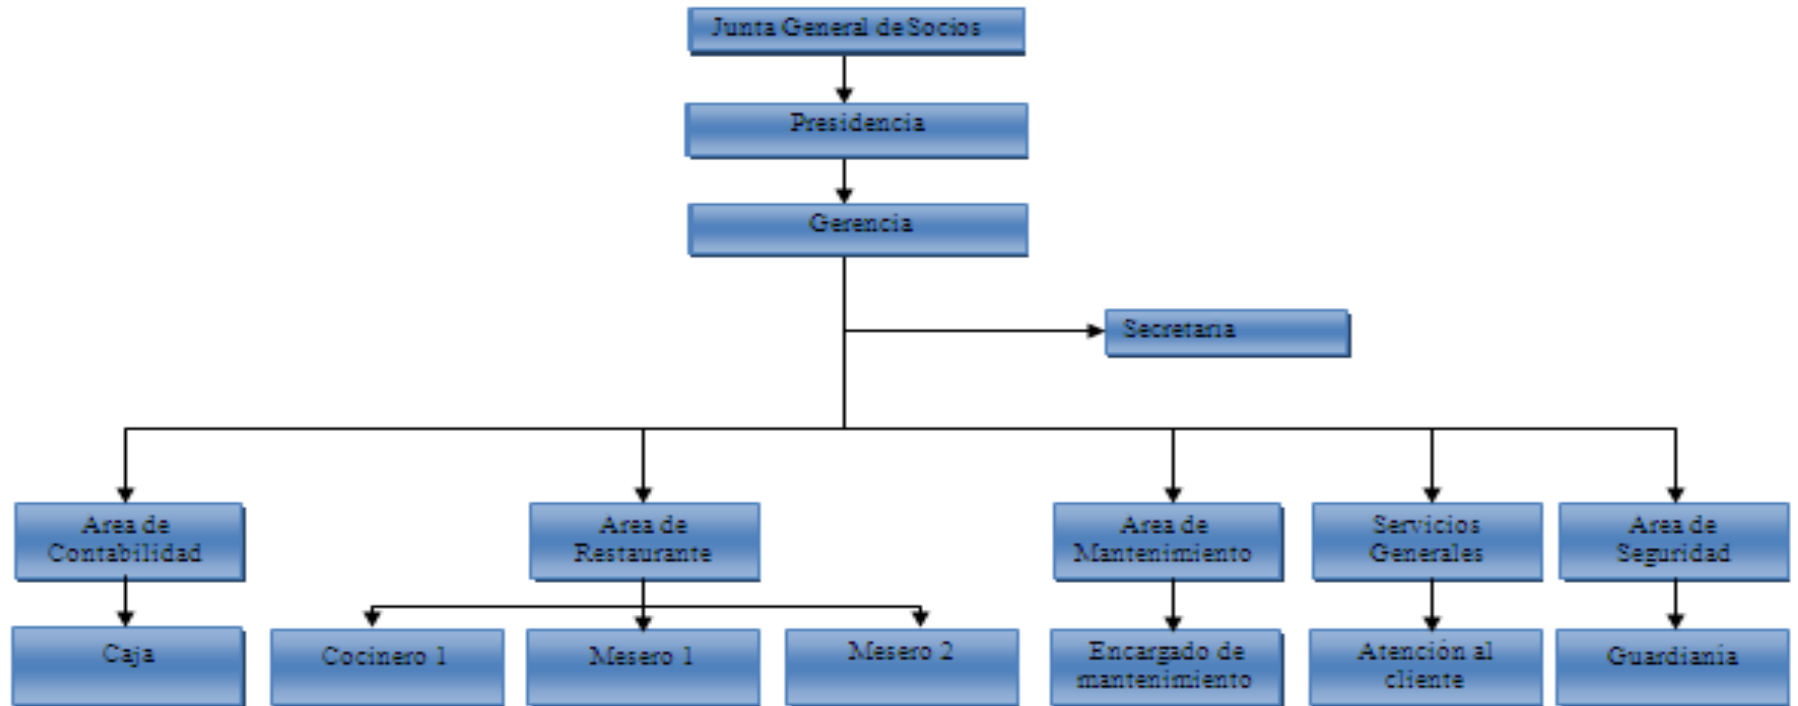 Junta General de Socios
Presidencia
Gerencia
Secretaria
Area de
Contabilidad
Area de
Restaurante
Area de
Mantenimiento
Servicios
Generales
Area de
Seguridad
Caja
Cocinero 1
Mesero 1
Mesero 2
Encargado de
mantenimiento
Atención al
cliente
Guardiania